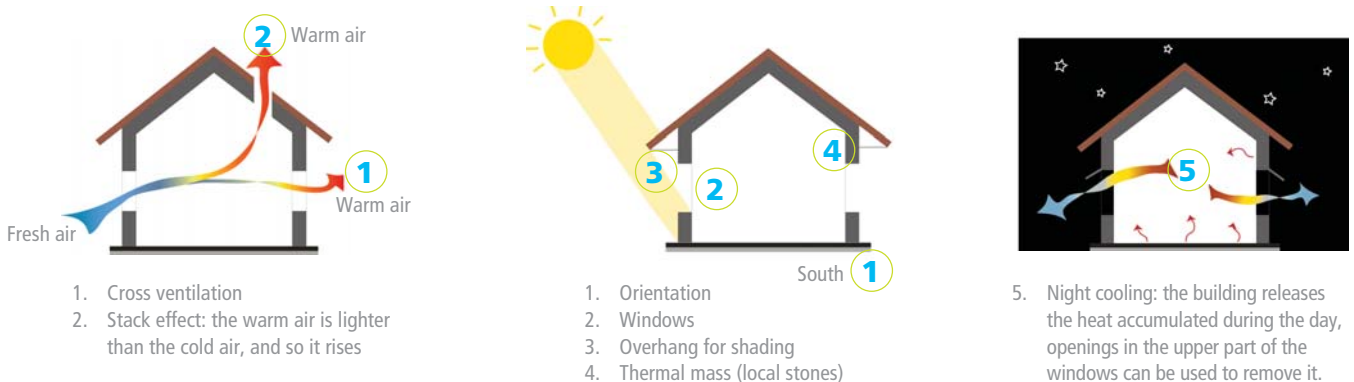 2 Warm air
1
Warm air
Fresh air
1. Cross ventilation
2. Stack effect: the warm air is lighter
than the cold air, and so it rises
3
2
4
South 1
1. Orientation
2. Windows
3. Overhang for shading
4. Thermal mass (local stones)
5
5. Night cooling: the building releases
the heat accumulated during the day,
openings in the upper part of the
windows can be used to remove it.